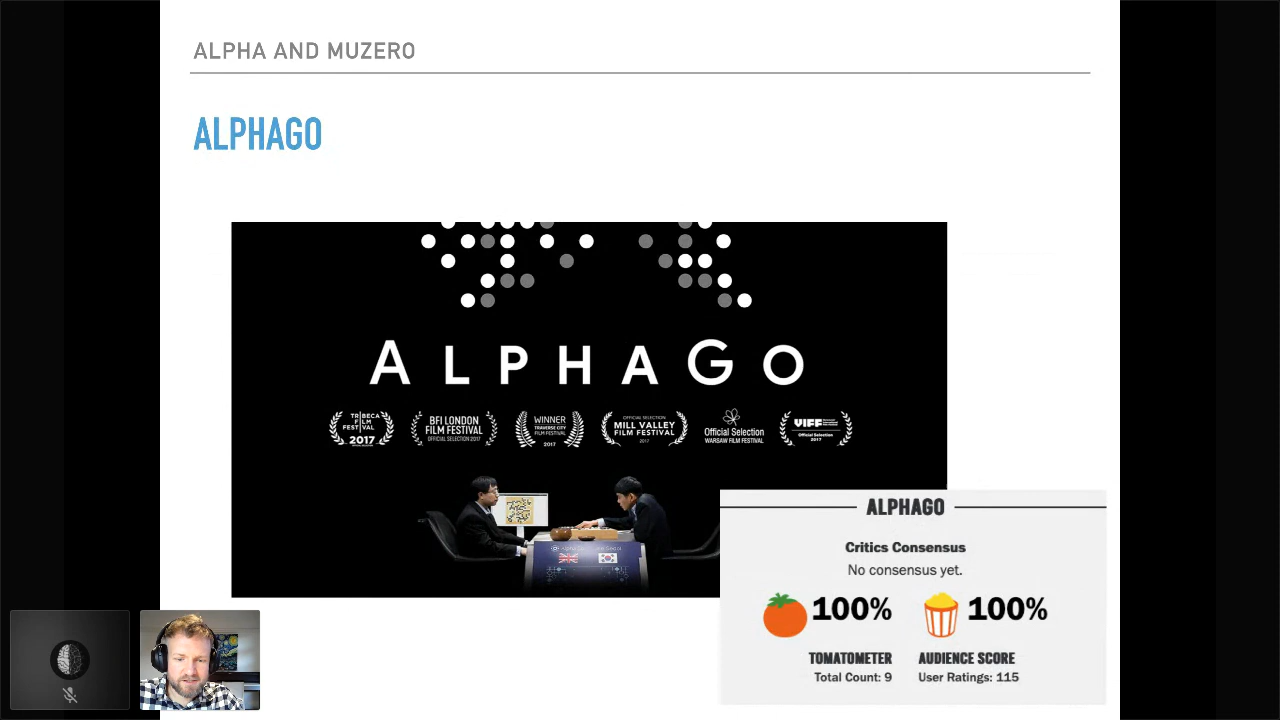 ALPHA AND MUZERO
ALPHAGO
ALPHAGO
TRIBECA FILM FESTIVAL 2017
BFI LONDON FILM FESTIVAL
OFFICIAL SELECTION 2017
WINNER
TRAVERSE CITY FILM FESTIVAL
2017
OFFICIAL SELECTION
MILL VALLEY FILM FESTIVAL
2017
Official Selection
WARSAW FILM FESTIVAL
VIFF
Official Selection
2017
ALPHAGO
Critics Consensus
No consensus yet.
100% 100%
TOMATOMETER AUDIENCE SCORE
Total Count: 9 User Ratings: 115